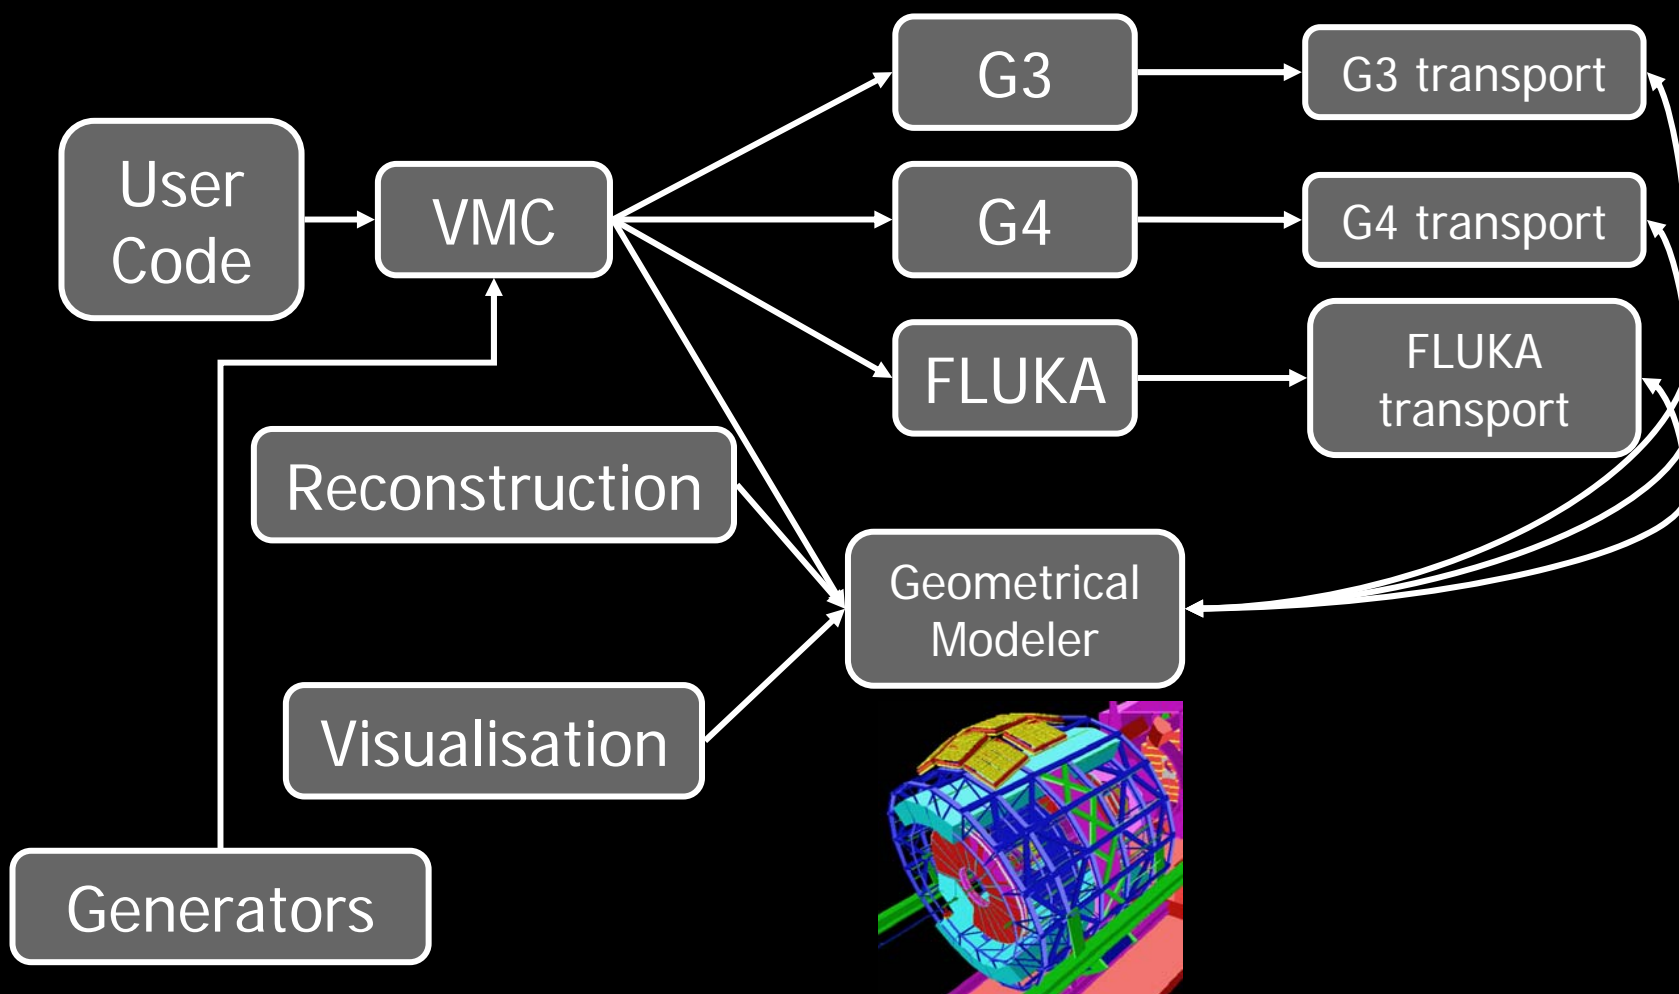 User
Code
VMC
G3
G3 transport
G4
G4 transport
FLUKA
FLUKA
transport
Reconstruction
Geometrical
Modeler
Visualisation
Generators